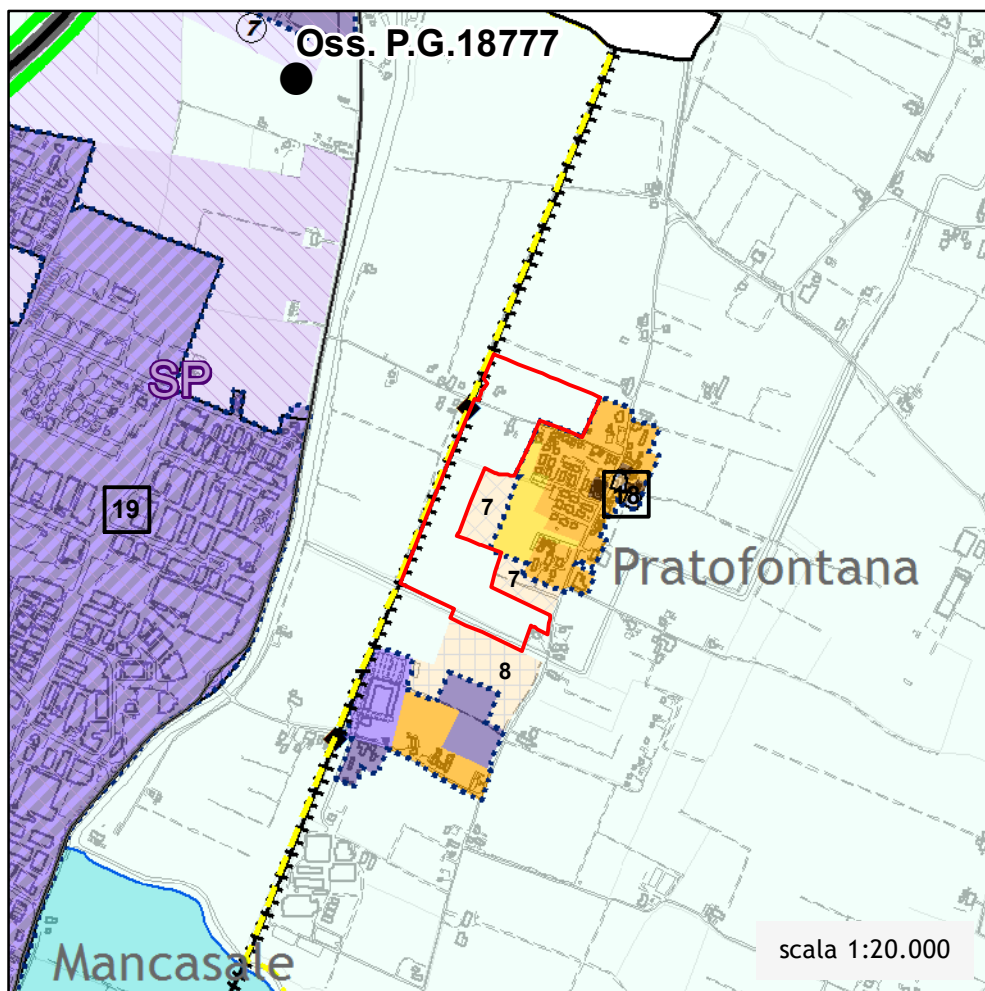 7
Oss. P.G.18777
SP
19
7
18
7
Pratofontana
8
Mancasale
scala 1:20.000